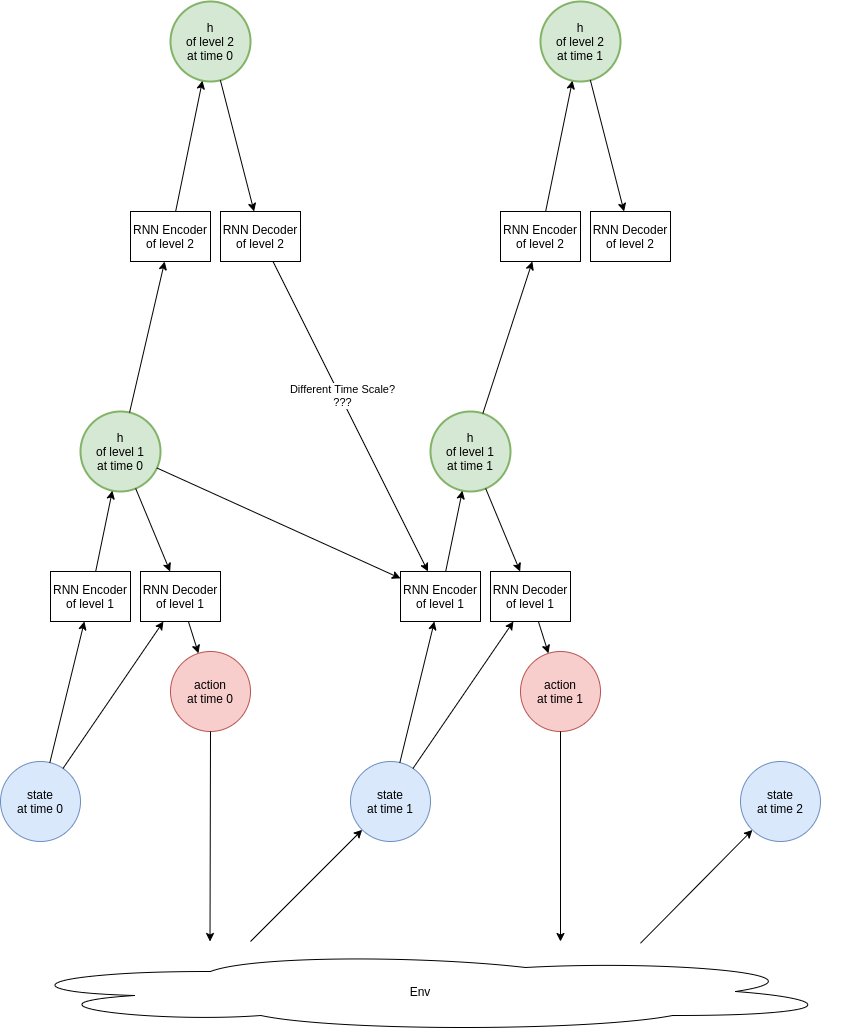 h
of level 2
at time 0
h
of level 2
at time 1
RNN Encoder
of level 2
RNN Decoder
of level 2
RNN Encoder
of level 2
RNN Decoder
of level 2
Different Time Scale?
???
h
of level 1
at time 0
h
of level 1
at time 1
RNN Encoder
of level 1
RNN Decoder
of level 1
RNN Encoder
of level 1
RNN Decoder
of level 1
action
at time 0
action
at time 1
state
at time 0
state
at time 1
state
at time 2
Env